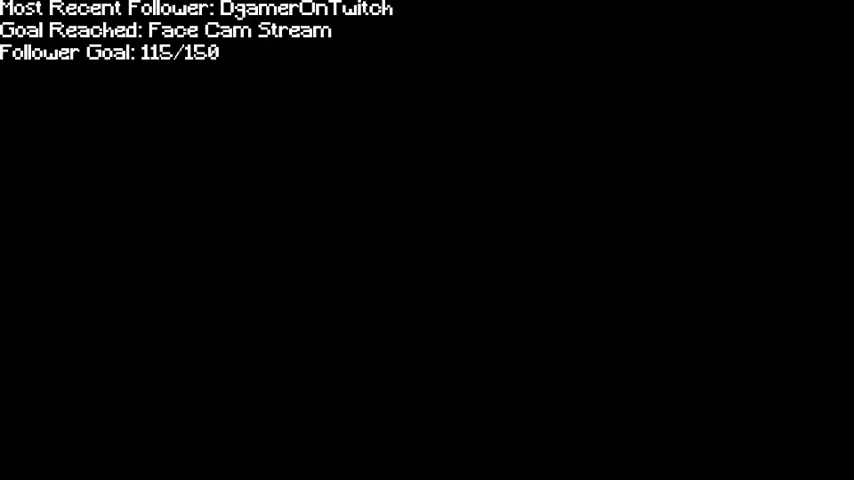 Most Recent Follower: DgamerOnTwitch
Goal Reached: Face Cam Stream
Follower Goal: 115/150